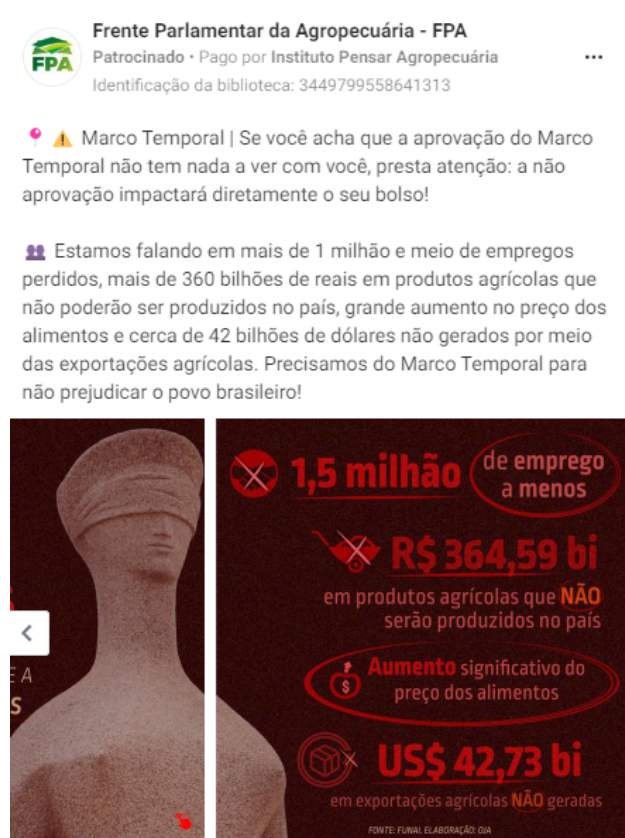 Frente Parlamentar da Agropecuária - FPA
Patrocinado • Pago por Instituto Pensar Agropecuária
Identificação da biblioteca: 3449799558641313
FPA
Marco Temporal | Se você acha que a aprovação do Marco
Temporal não tem nada a ver com você, presta atenção: a não
aprovação impactará diretamente o seu bolso!
Estamos falando em mais de 1 milhão e meio de empregos
perdidos, mais de 360 bilhões de reais em produtos agrícolas que
não poderão ser produzidos no país, grande aumento no preço dos
alimentos e cerca de 42 bilhões de dólares não gerados por meio
das exportações agrícolas. Precisamos do Marco Temporal para
não prejudicar o povo brasileiro!
E A
S
1,5 milhão
de emprego
a menos
R$ 364,59 bi
em produtos agrícolas que NÃO
serão produzidos no país
Aumento significativo do
preço dos alimentos
US$ 42,73 bi
em exportações agrícolas NÃO geradas
FONTE: FUNAI. ELABORAÇÃO: OJA